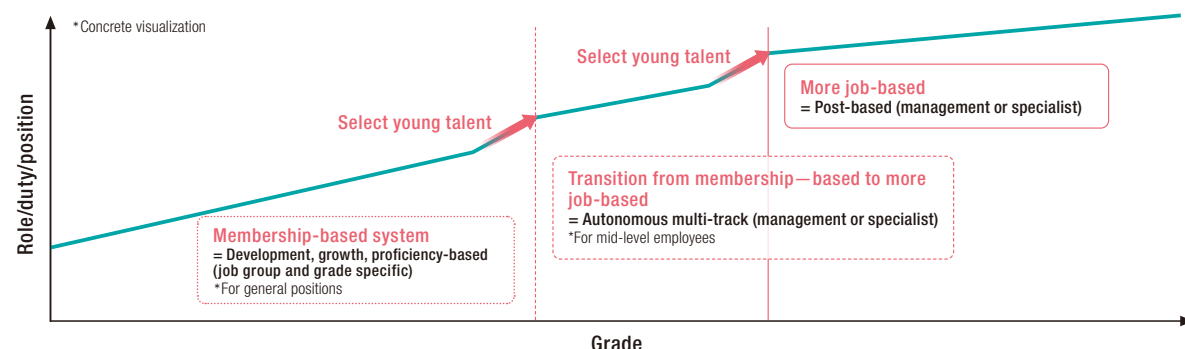 *Concrete visualization
Role/duty/position
Select young talent
Select young talent
More job-based
= Post-based (management or specialist)
Transition from membership—based to more
job-based
= Autonomous multi-track (management or specialist)
*For mid-level employees
Membership-based system
= Development, growth, proficiency-based
(job group and grade specific)
*For general positions
Grade